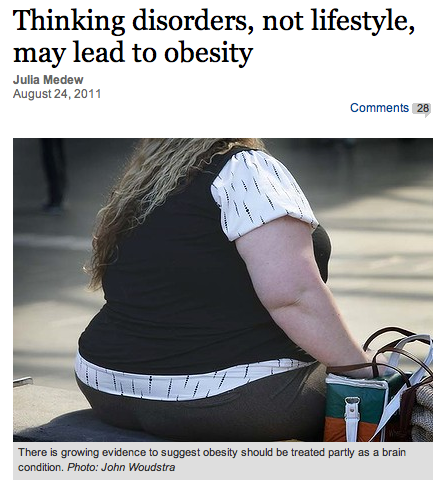 Thinking disorders, not lifestyle,
may lead to obesity
Julia Medew
August 24, 2011
Comments 28
There is growing evidence to suggest obesity should be treated partly as a brain
condition. Photo: John Woudstra